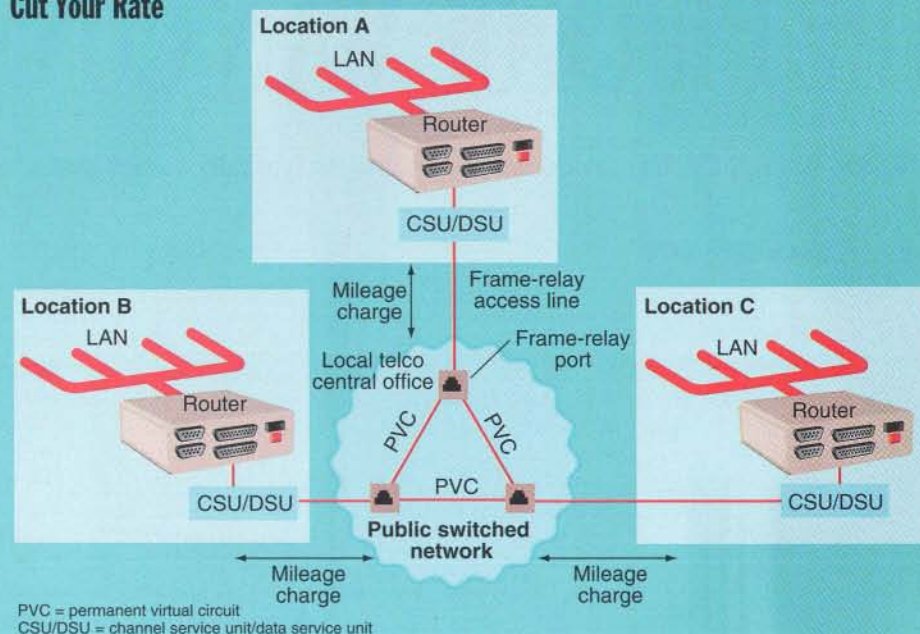 Cut Your Rate
Location A
LAN
Router
CSU/DSU
Mileage
charge
Frame-relay
access line
Location B
LAN
Router
CSU/DSU
Local telco
central office
Frame-relay
port
Location C
LAN
Router
CSU/DSU
PVC
PVC
PVC
Public switched
network
Mileage
charge
Mileage
charge
PVC = permanent virtual circuit
CSU/DSU = channel service unit/data service unit